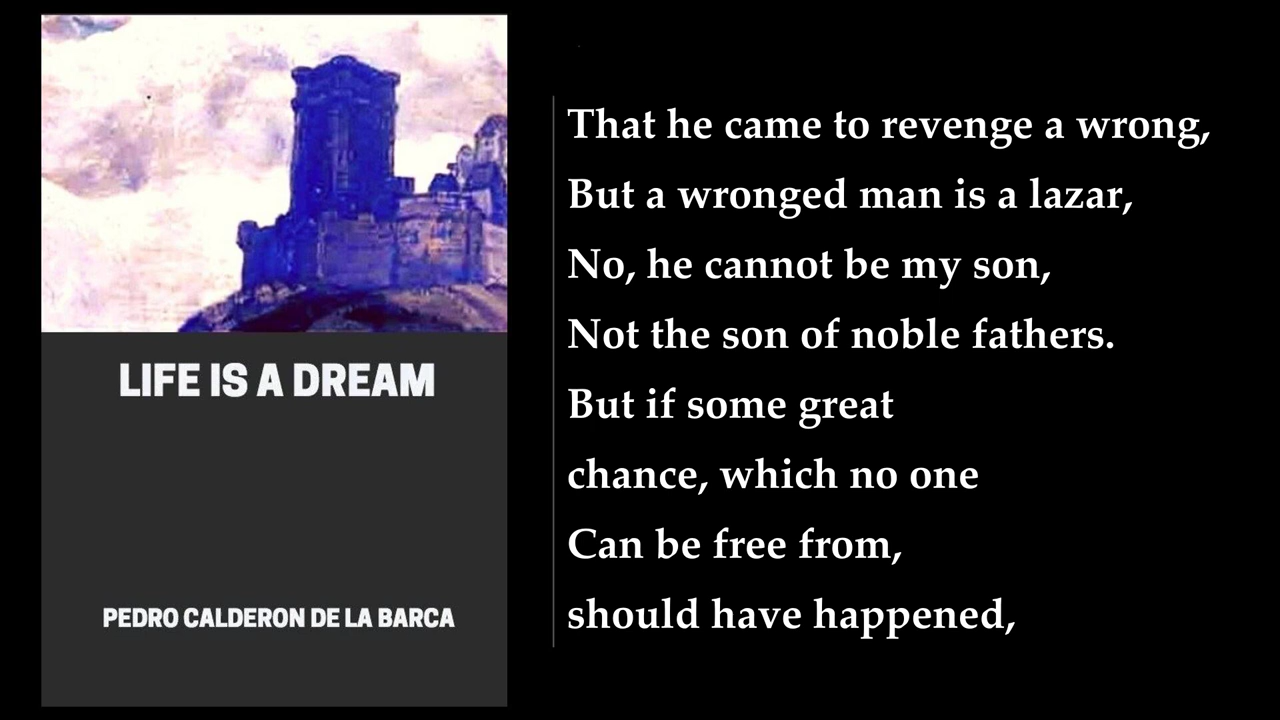 LIFE IS A DREAM
PEDRO CALDERON DE LA BARCA
That he came to revenge a wrong,
But a wronged man is a lazar,
No, he cannot be my son,
Not the son of noble fathers.
But if some great
chance, which no one
Can be free from,
should have happened,